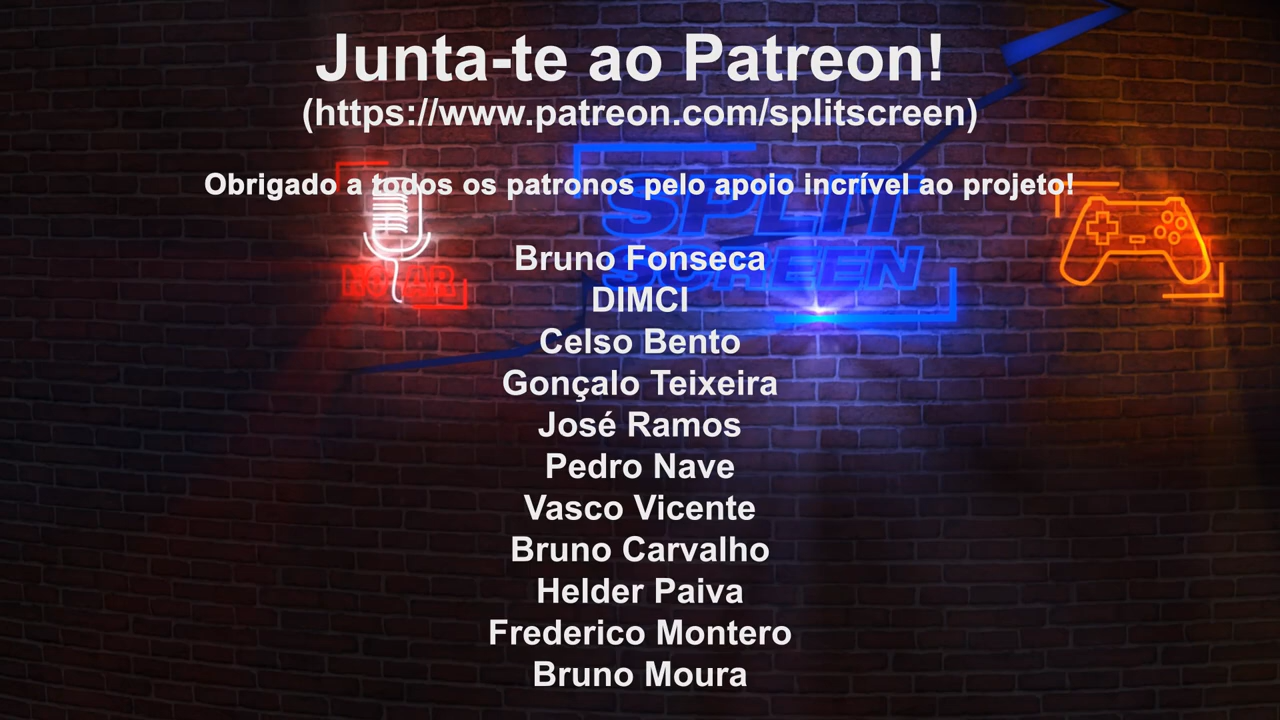 Junta-te ao Patreon!
(https://www.patreon.com/splitscreen)
Obrigado a todos os patronos pelo apoio incrível ao projeto!
SPLIT
SCREEN
Bruno Fonseca
DIMCI
Celso Bento
Gonçalo Teixeira
José Ramos
Pedro Nave
Vasco Vicente
Bruno Carvalho
Helder Paiva
Frederico Montero
Bruno Moura